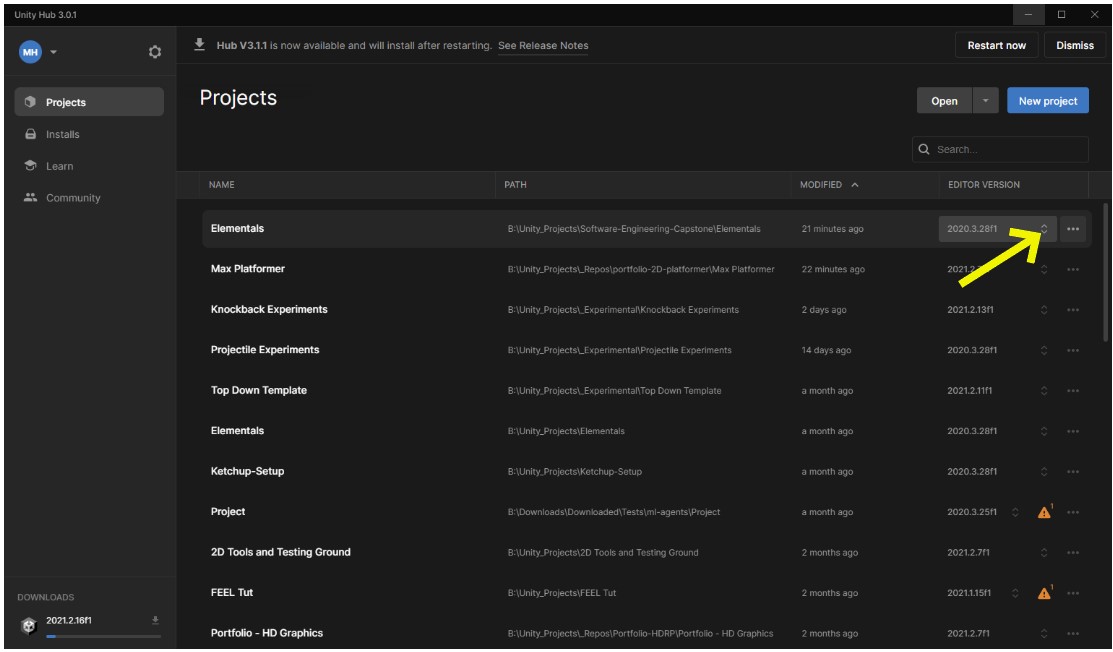 Unity Hub 3.0.1
MH
Hub V3.1.1 is now available and will install after restarting. See Release Notes
Restart now
Dismiss
Projects
Installs
Learn
Community
Projects
Open
New project
Search...
NAME PATH MODIFIED EDITOR VERSION
Elementals B:\Unity_Projects\Software-Engineering-Capstone\Elementals 21 minutes ago 2020.3.28f1
Max Platformer B:\Unity_Projects\_Repos\portfolio-2D-platformer\Max Platformer 22 minutes ago 2021.2.
Knockback Experiments B:\Unity_Projects\_Experimental\Knockback Experiments 2 days ago 2021.2.13f1
Projectile Experiments B:\Unity_Projects\_Experimental\Projectile Experiments 14 days ago 2020.3.28f1
Top Down Template B:\Unity_Projects\_Experimental\Top Down Template a month ago 2021.2.11f1
Elementals B:\Unity_Projects\Elementals a month ago 2020.3.28f1
Ketchup-Setup B:\Unity_Projects\Ketchup-Setup a month ago 2020.3.28f1
Project B:\Downloads\Downloaded\Tests\ml-agents\Project a month ago 2020.3.25f1 1
2D Tools and Testing Ground B:\Unity_Projects\2D Tools and Testing Ground 2 months ago 2021.2.7f1
FEEL Tut B:\Unity_Projects\FEEL Tut 2 months ago 2021.1.15f1 1
Portfolio - HD Graphics B:\Unity_Projects\_Repos\Portfolio-HDRP\Portfolio - HD Graphics 2 months ago 2021.2.7f1
DOWNLOADS
2021.2.16f1